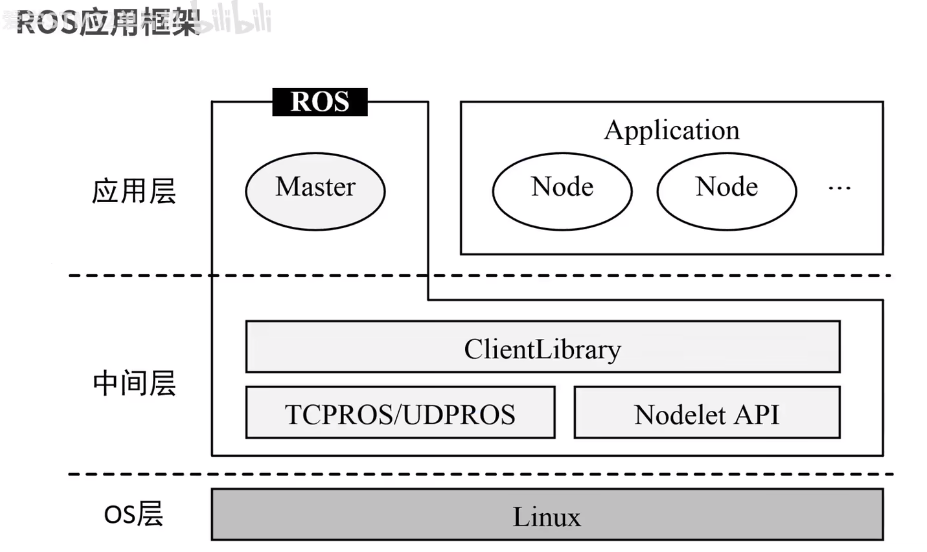 ROS应用框架
bilibili
ROS
Application
应用层
Master
Node
Node
...
ClientLibrary
中间层
TCPROS/UDPROS
Nodelet API
OS层
Linux